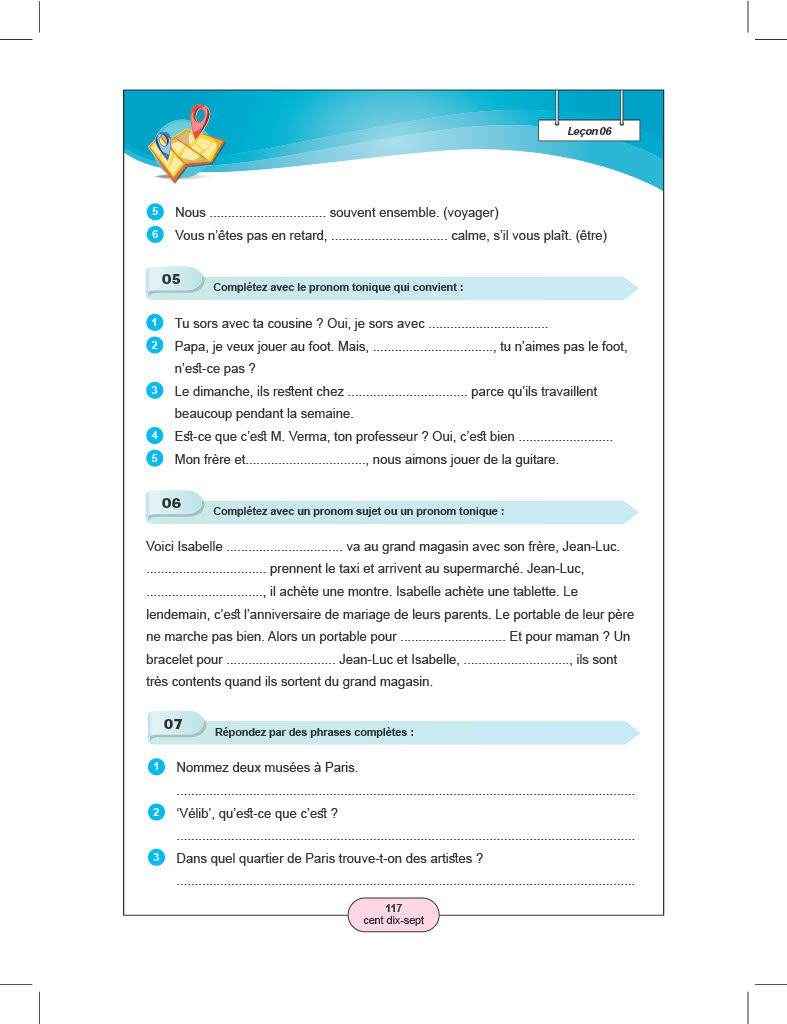 Leçon 06
5 Nous ................................ souvent ensemble. (voyager)
6 Vous n'êtes pas en retard, ................................ calme, s'il vous plaît. (être)
05 Complétez avec le pronom tonique qui convient :
1 Tu sors avec ta cousine ? Oui, je sors avec .................................
2 Papa, je veux jouer au foot. Mais, ................................., tu n'aimes pas le foot,
n'est-ce pas ?
3 Le dimanche, ils restent chez ................................. parce qu'ils travaillent
beaucoup pendant la semaine.
4 Est-ce que c'est M. Verma, ton professeur ? Oui, c'est bien ..........................
5 Mon frère et................................., nous aimons jouer de la guitare.
06 Complétez avec un pronom sujet ou un pronom tonique :
Voici Isabelle ................................ va au grand magasin avec son frère, Jean-Luc.
................................. prennent le taxi et arrivent au supermarché. Jean-Luc,
................................, il achète une montre. Isabelle achète une tablette. Le
lendemain, c'est l'anniversaire de mariage de leurs parents. Le portable de leur père
ne marche pas bien. Alors un portable pour ............................. Et pour maman ? Un
bracelet pour .............................. Jean-Luc et Isabelle, ............................., ils sont
très contents quand ils sortent du grand magasin.
07 Répondez par des phrases complètes :
1 Nommez deux musées à Paris.
...............................................................................................................................
2 ‘Vélib’, qu'est-ce que c'est ?
...............................................................................................................................
3 Dans quel quartier de Paris trouve-t-on des artistes ?
...............................................................................................................................
117
cent dix-sept